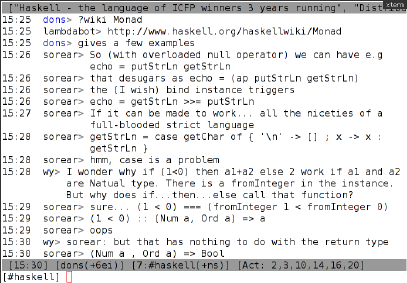 ["Haskell - the language of ICFP winners 3 years running", "Dist
xterm
15:25 dons> ?wiki Monad
15:25 lambdabot> http://www.haskell.org/haskellwiki/Monad
15:25 dons> gives a few examples
15:26 sorear> So (with overloaded null operator) we can have e.g
echo = putStrLn getStrLn
15:26 sorear> that desugars as echo = (ap putStrLn getStrLn)
15:26 sorear> the (I wish) bind instance triggers
15:26 sorear> echo = getStrLn >>= putStrLn
15:27 sorear> If it can be made to work... all the niceties of a
full-blooded strict language
15:28 sorear> getStrLn = case getChar of { '\n' -> [] ; x -> x :
getStrLn }
15:28 sorear> hmm, case is a problem
15:28 wy> I wonder why if (1<0) then a1+a2 else 2 work if a1 and a2
are Natual type. There is a fromInteger in the instance.
But why does if...then...else call that function?
15:29 sorear> sure... (1 < 0) === (fromInteger 1 < fromInteger 0)
15:29 sorear> (1 < 0) :: (Num a, Ord a) => a
15:29 sorear> oops
15:30 wy> sorear: but that has nothing to do with the return type
15:30 sorear> (Num a , Ord a) => Bool
[15:30] [dons(+6ei)] [7:#haskell(+ns)] [Act: 2,3,10,14,16,20]
[#haskell]